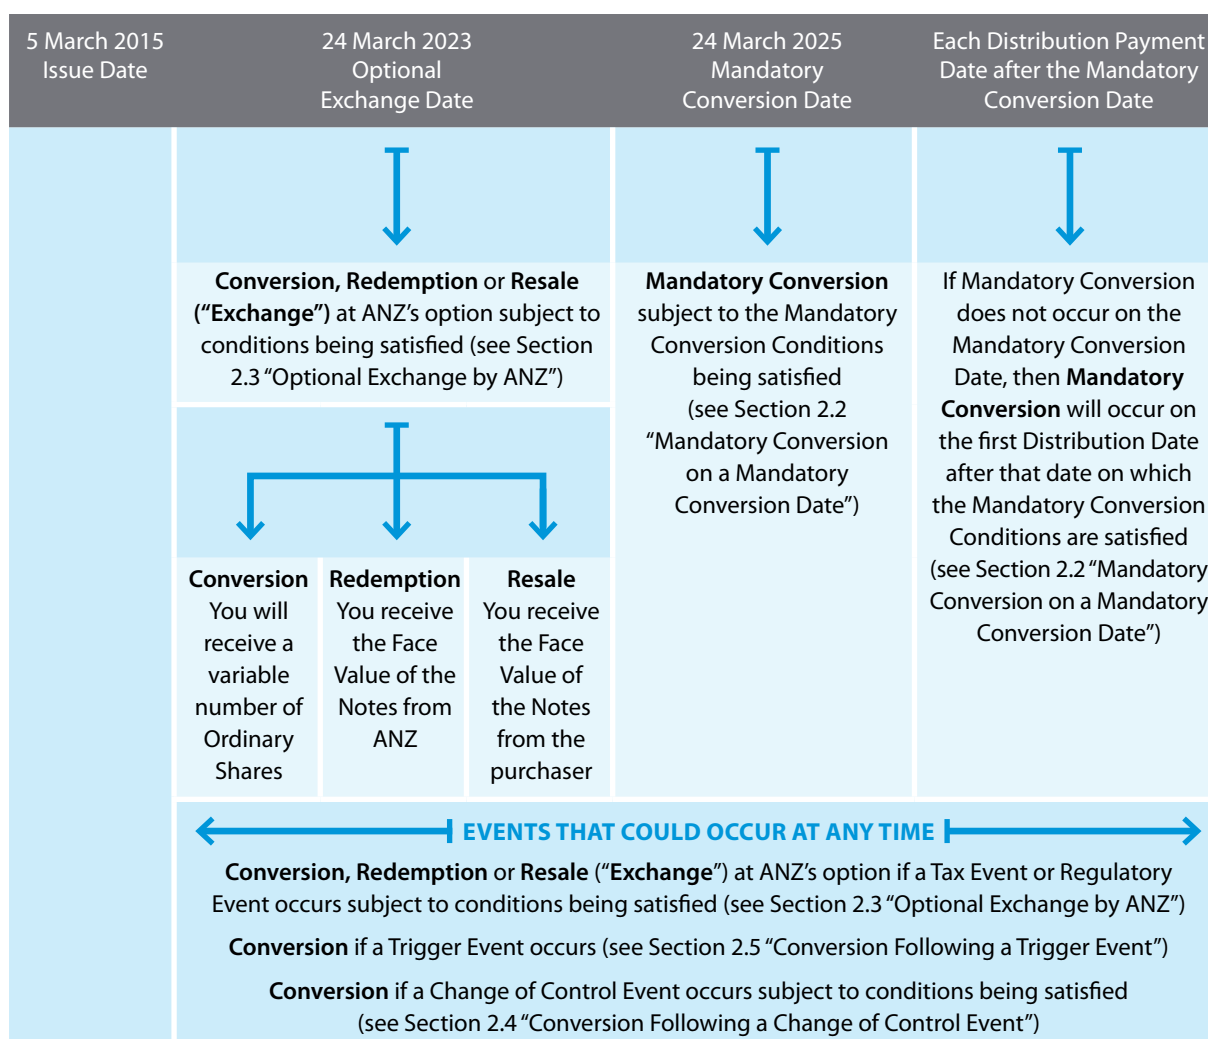 5 March 2015
Issue Date
24 March 2023
Optional
Exchange Date
24 March 2025
Mandatory
Conversion Date
Each Distribution Payment
Date after the Mandatory
Conversion Date
Conversion, Redemption or Resale
(“Exchange”) at ANZ’s option subject to
conditions being satisfied (see Section
2.3 “Optional Exchange by ANZ”)
Conversion
You will
receive a
variable
number of
Ordinary
Shares
Redemption
You receive
the Face
Value of the
Notes from
ANZ
Resale
You receive
the Face
Value of
the Notes
from the
purchaser
Mandatory Conversion
subject to the Mandatory
Conversion Conditions
being satisfied
(see Section 2.2
“Mandatory Conversion
on a Mandatory
Conversion Date”)
If Mandatory Conversion
does not occur on the
Mandatory Conversion
Date, then Mandatory
Conversion will occur on
the first Distribution Date
after that date on which
the Mandatory Conversion
Conditions are satisfied
(see Section 2.2 “Mandatory
Conversion on a Mandatory
Conversion Date”)
EVENTS THAT COULD OCCUR AT ANY TIME
Conversion, Redemption or Resale (“Exchange”) at ANZ’s option if a Tax Event or Regulatory
Event occurs subject to conditions being satisfied (see Section 2.3 “Optional Exchange by ANZ”)
Conversion if a Trigger Event occurs (see Section 2.5 “Conversion Following a Trigger Event”)
Conversion if a Change of Control Event occurs subject to conditions being satisfied
(see Section 2.4 “Conversion Following a Change of Control Event”)